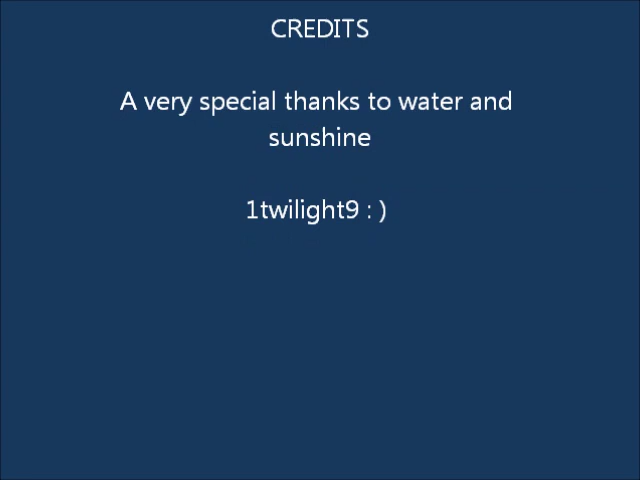 CREDITS
A very special thanks to water and
sunshine
1twilight9 : )